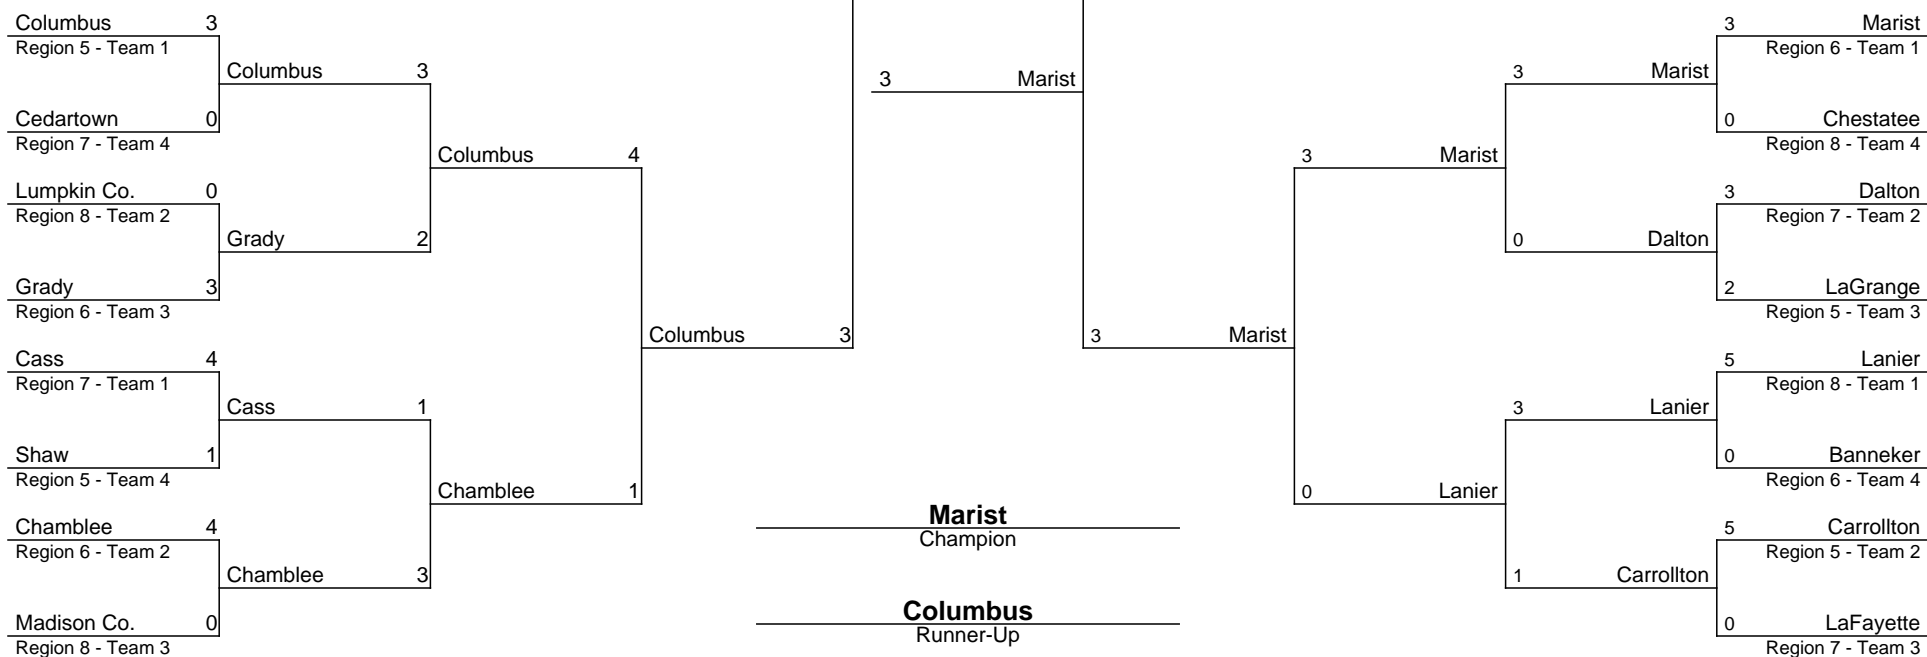 Columbus 3
Region 5 - Team 1
Columbus 3
Cedartown 0
Region 7 - Team 4
Columbus 4
Lumpkin Co. 0
Region 8 - Team 2
Grady 2
Grady 3
Region 6 - Team 3
Columbus 3
Cass 4
Region 7 - Team 1
Cass 1
Shaw 1
Region 5 - Team 4
Chamblee 1
Chamblee 4
Region 6 - Team 2
Chamblee 3
Madison Co. 0
Region 8 - Team 3
3 Marist
3 Marist
Marist
Champion
Columbus
Runner-Up
3 Marist
Region 6 - Team 1
3 Marist
0 Chestatee
Region 8 - Team 4
3 Marist
3 Dalton
Region 7 - Team 2
0 Dalton
2 LaGrange
Region 5 - Team 3
5 Lanier
Region 8 - Team 1
3 Lanier
0 Banneker
Region 6 - Team 4
0 Lanier
5 Carrollton
Region 5 - Team 2
1 Carrollton
0 LaFayette
Region 7 - Team 3